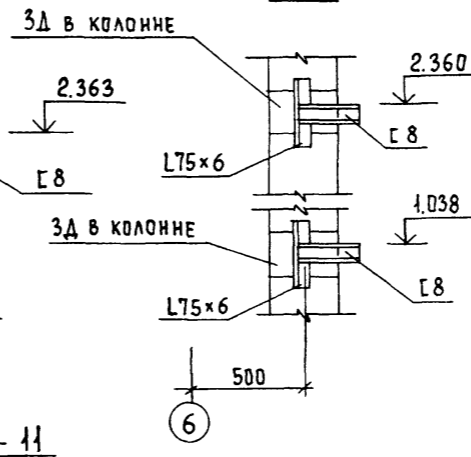 ЗД В КОЛОННЕ
2.363
2.360
[ 8
L75×6
[ 8
1.038
ЗД В КОЛОННЕ
[ 8
L75×6
500
6
- 11